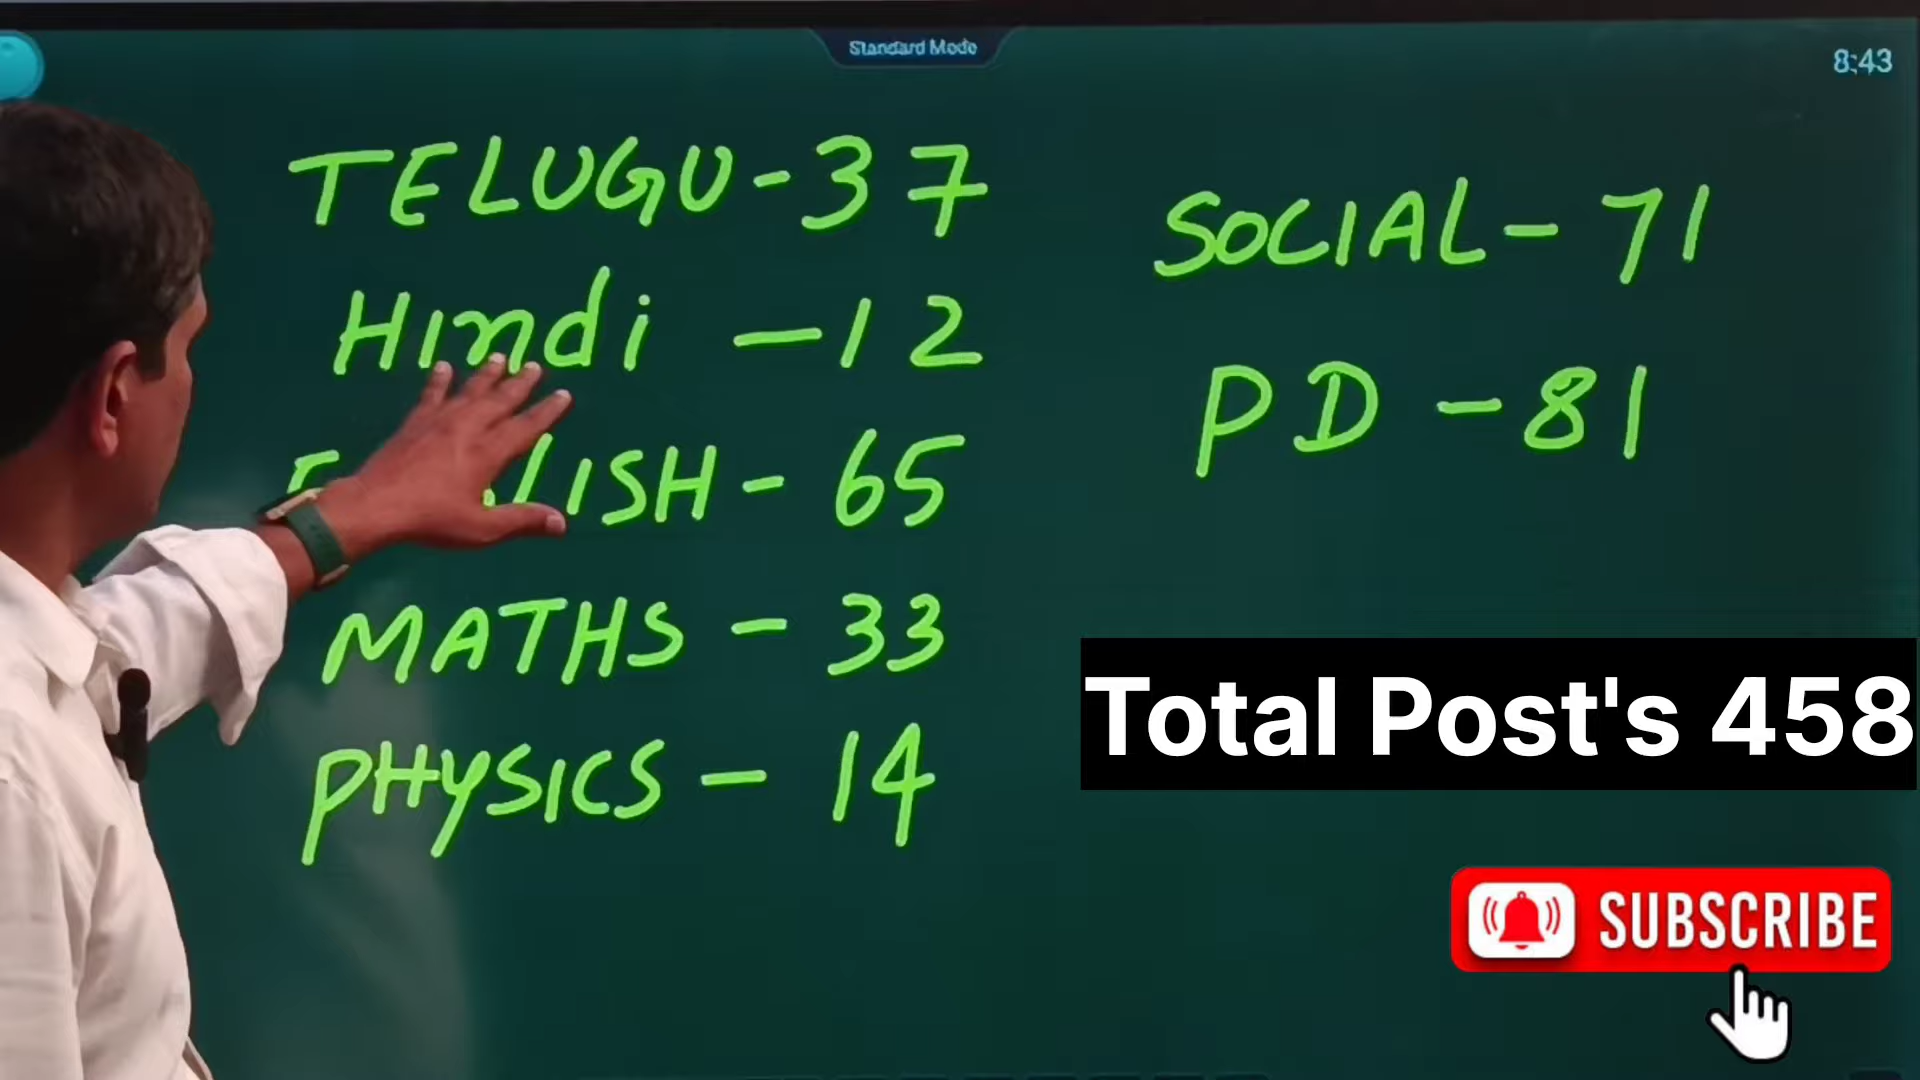 Standard Mode
8:43
TELUGU - 37
Hindi - 12
LISH - 65
MATHS - 33
PHYSICS - 14
SOCIAL - 71
PD - 81
Total Post's 458
SUBSCRIBE